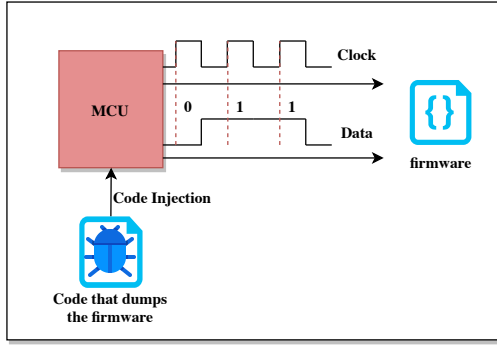 Clock
MCU
0 1 1
Data
{}
firmware
Code Injection
Code that dumps
the firmware